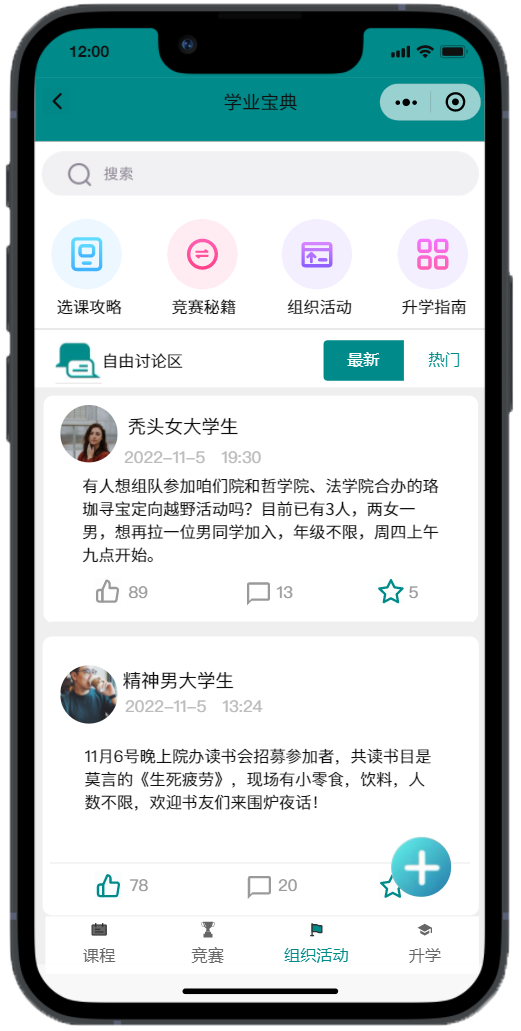 12:00
学业宝典
搜索
选课攻略 竞赛秘籍 组织活动 升学指南
自由讨论区 最新 热门
秃头女大学生
2022-11-5 19:30
有人想组队参加咱们院和哲学院、法学院合办的珞
珈寻宝定向越野活动吗？目前已有3人，两女一
男，想再拉一位男同学加入，年级不限，周四上午
九点开始。
89 13 5
精神男大学生
2022-11-5 13:24
11月6号晚上院办读书会招募参加者，共读书目是
莫言的《生死疲劳》，现场有小零食，饮料，人
数不限，欢迎书友们来围炉夜话！
78 20
课程 竞赛 组织活动 升学